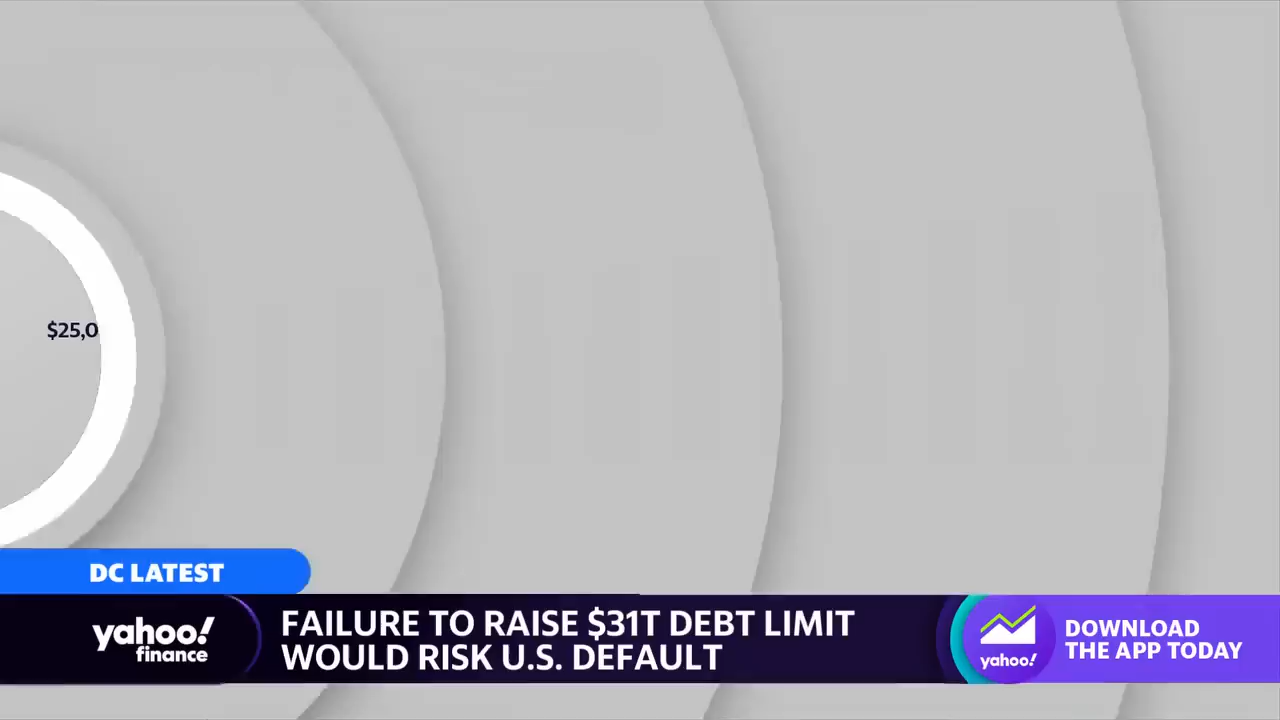 $25,0
DC LATEST
yahoo!
finance
FAILURE TO RAISE $31T DEBT LIMIT
WOULD RISK U.S. DEFAULT
yahoo!
DOWNLOAD
THE APP TODAY